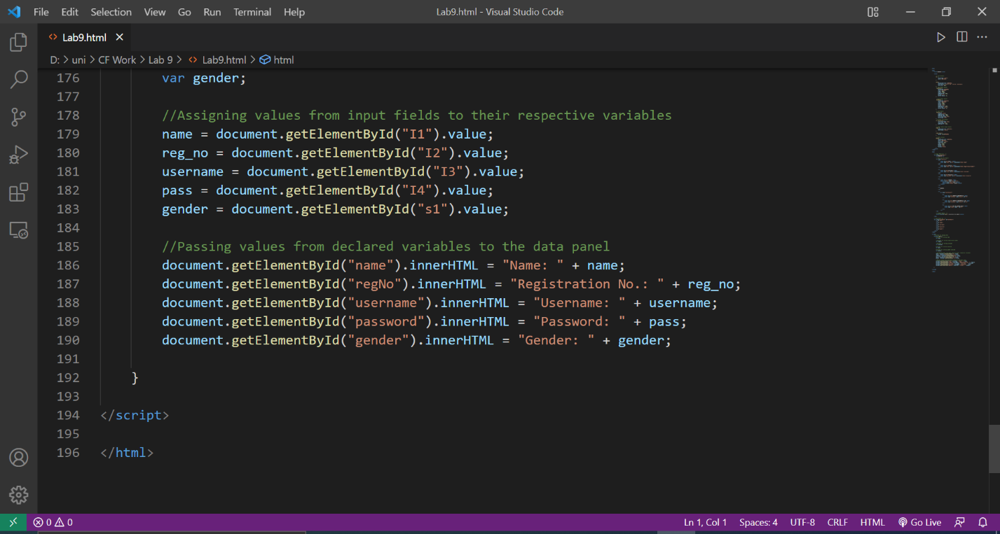 File Edit Selection View Go Run Terminal Help Lab9.html - Visual Studio Code
<> Lab9.html
D: > uni > CF Work > Lab 9 > <> Lab9.html > html
176 var gender;
177
178 //Assigning values from input fields to their respective variables
179 name = document.getElementById("I1").value;
180 reg_no = document.getElementById("I2").value;
181 username = document.getElementById("I3").value;
182 pass = document.getElementById("I4").value;
183 gender = document.getElementById("s1").value;
184
185 //Passing values from declared variables to the data panel
186 document.getElementById("name").innerHTML = "Name: " + name;
187 document.getElementById("regNo").innerHTML = "Registration No.: " + reg_no;
188 document.getElementById("username").innerHTML = "Username: " + username;
189 document.getElementById("password").innerHTML = "Password: " + pass;
190 document.getElementById("gender").innerHTML = "Gender: " + gender;
191
192 }
193
194 </script>
195
196 </html>
0 0 Ln 1, Col 1 Spaces: 4 UTF-8 CRLF HTML Go Live